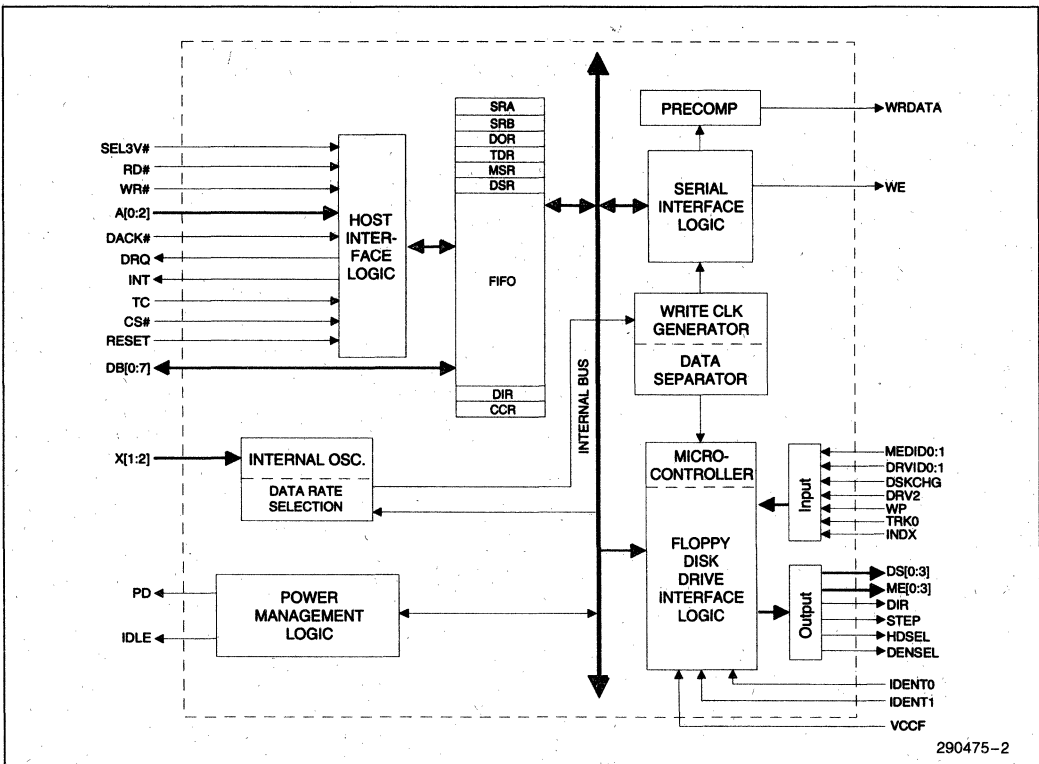 SEL3V#
RD#
WR#
A[0:2]
DACK#
DRQ
INT
TC
CS#
RESET
DB[0:7]
X[1:2]
PD
IDLE
HOST
INTER-
FACE
LOGIC
SRA
SRB
DOR
TDR
MSR
DSR
FIFO
DIR
CCR
INTERNAL OSC.
DATA RATE
SELECTION
POWER
MANAGEMENT
LOGIC
INTERNAL BUS
PRECOMP
SERIAL
INTERFACE
LOGIC
WRITE CLK
GENERATOR
DATA
SEPARATOR
MICRO-
CONTROLLER
FLOPPY
DISK
DRIVE
INTERFACE
LOGIC
Input
Output
WRDATA
WE
MEDID0:1
DRVID0:1
DSKCHG
DRV2
WP
TRK0
INDX
DS[0:3]
ME[0:3]
DIR
STEP
HDSEL
DENSEL
IDENT0
IDENT1
VCCF
290475–2